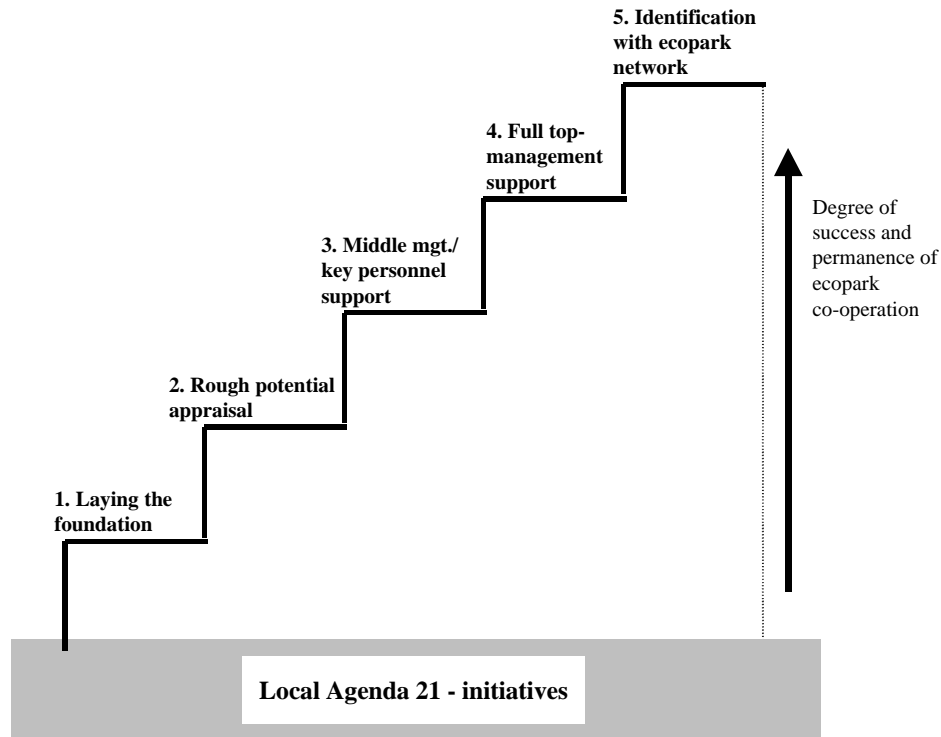 5. Identification
with ecopark
network
4. Full top-
management
support
Degree of
success and
permanence of
ecopark
co-operation
3. Middle mgt./
key personnel
support
2. Rough potential
appraisal
1. Laying the
foundation
Local Agenda 21 - initiatives